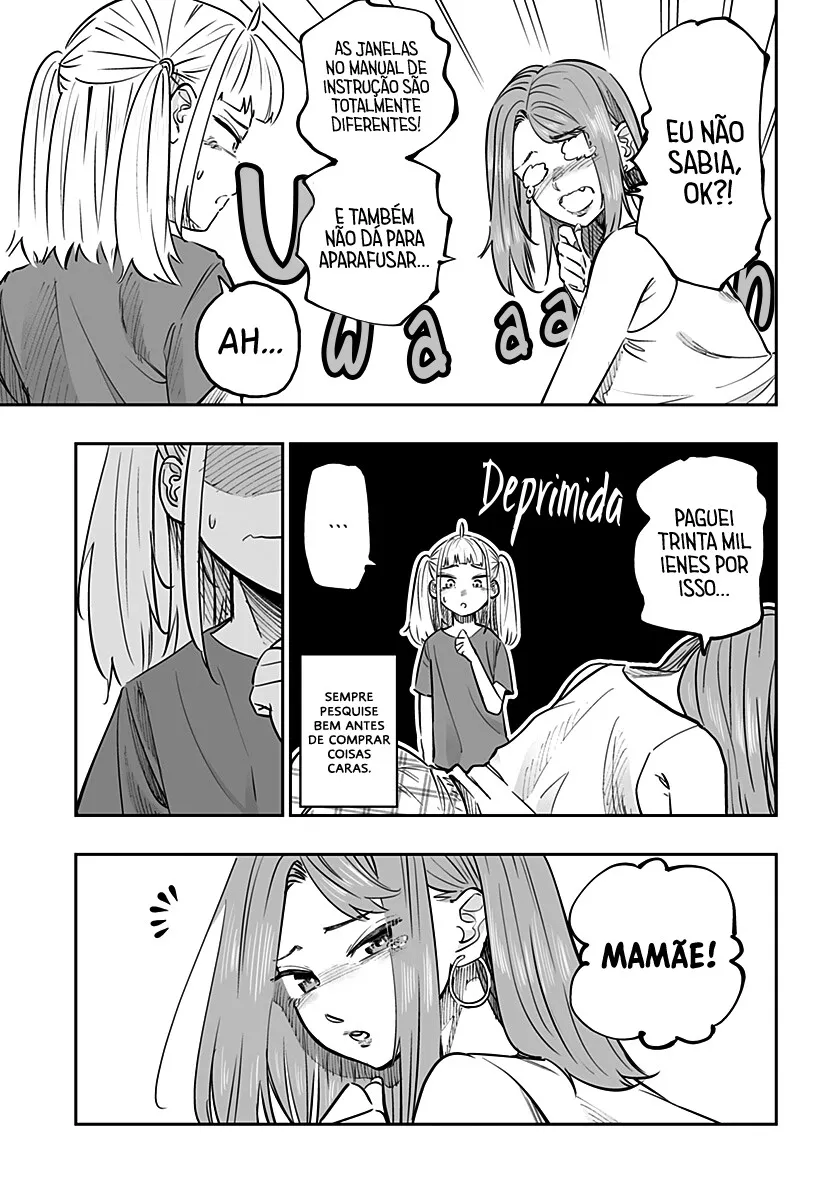 EU NÃO
SABIA,
OK?!
AS JANELAS
NO MANUAL DE
INSTRUÇÃO SÃO
TOTALMENTE
DIFERENTES!
E TAMBÉM
NÃO DÁ PARA
APARAFUSAR...
AH...
Uwaaaan
PAGUEI
TRINTA MIL
IENES POR
ISSO...
Deprimida
...
SEMPRE
PESQUISE
BEM ANTES
DE COMPRAR
COISAS
CARAS.
MAMÃE!